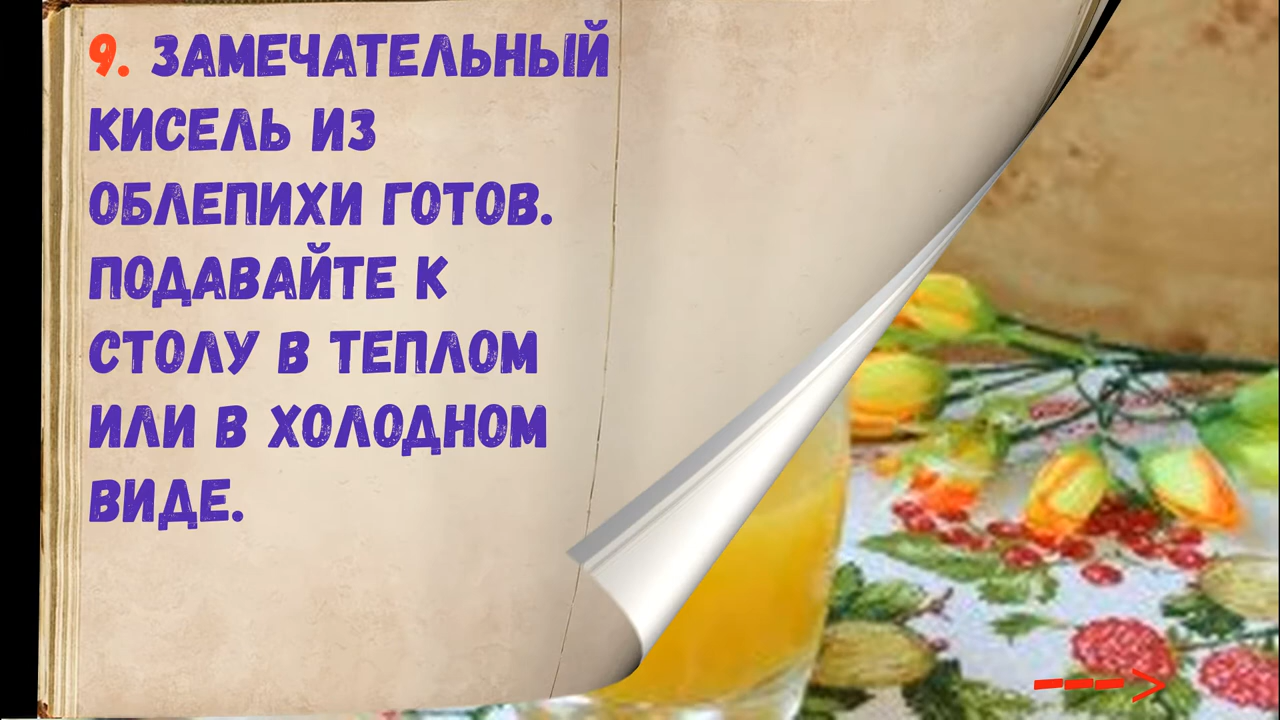 9. ЗАМЕЧАТЕЛЬНЫЙ
КИСЕЛЬ ИЗ
ОБЛЕПИХИ ГОТОВ.
ПОДАВАЙТЕ К
СТОЛУ В ТЕПЛОМ
ИЛИ В ХОЛОДНОМ
ВИДЕ.